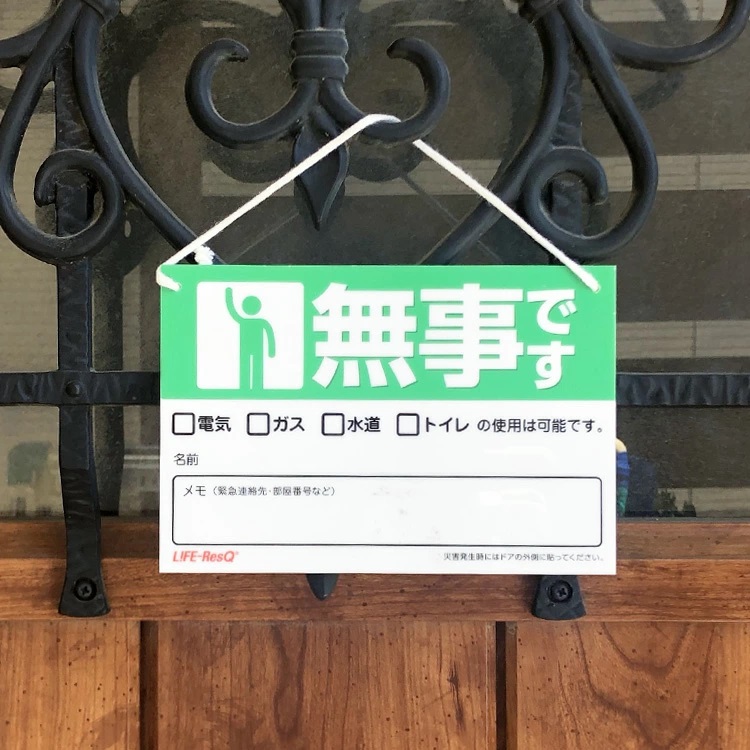 無事です
□電気 □ガス □水道 □トイレ の使用は可能です。
名前
メモ（緊急連絡先・部屋番号など）
LIFE-ResQ
災害発生時にはドアの外側に貼ってください。